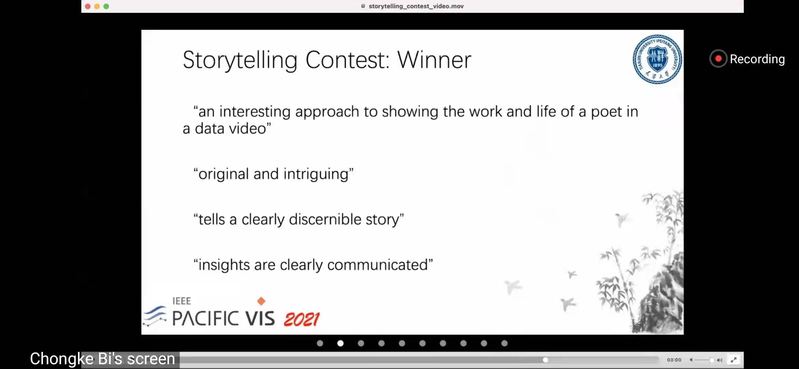 storytelling_contest_video.mov
Storytelling Contest: Winner
Recording
“an interesting approach to showing the work and life of a poet in
a data video”
“original and intriguing”
“tells a clearly discernible story”
“insights are clearly communicated”
IEEE
PACIFIC VIS 2021
Chongke Bi's screen
03:00